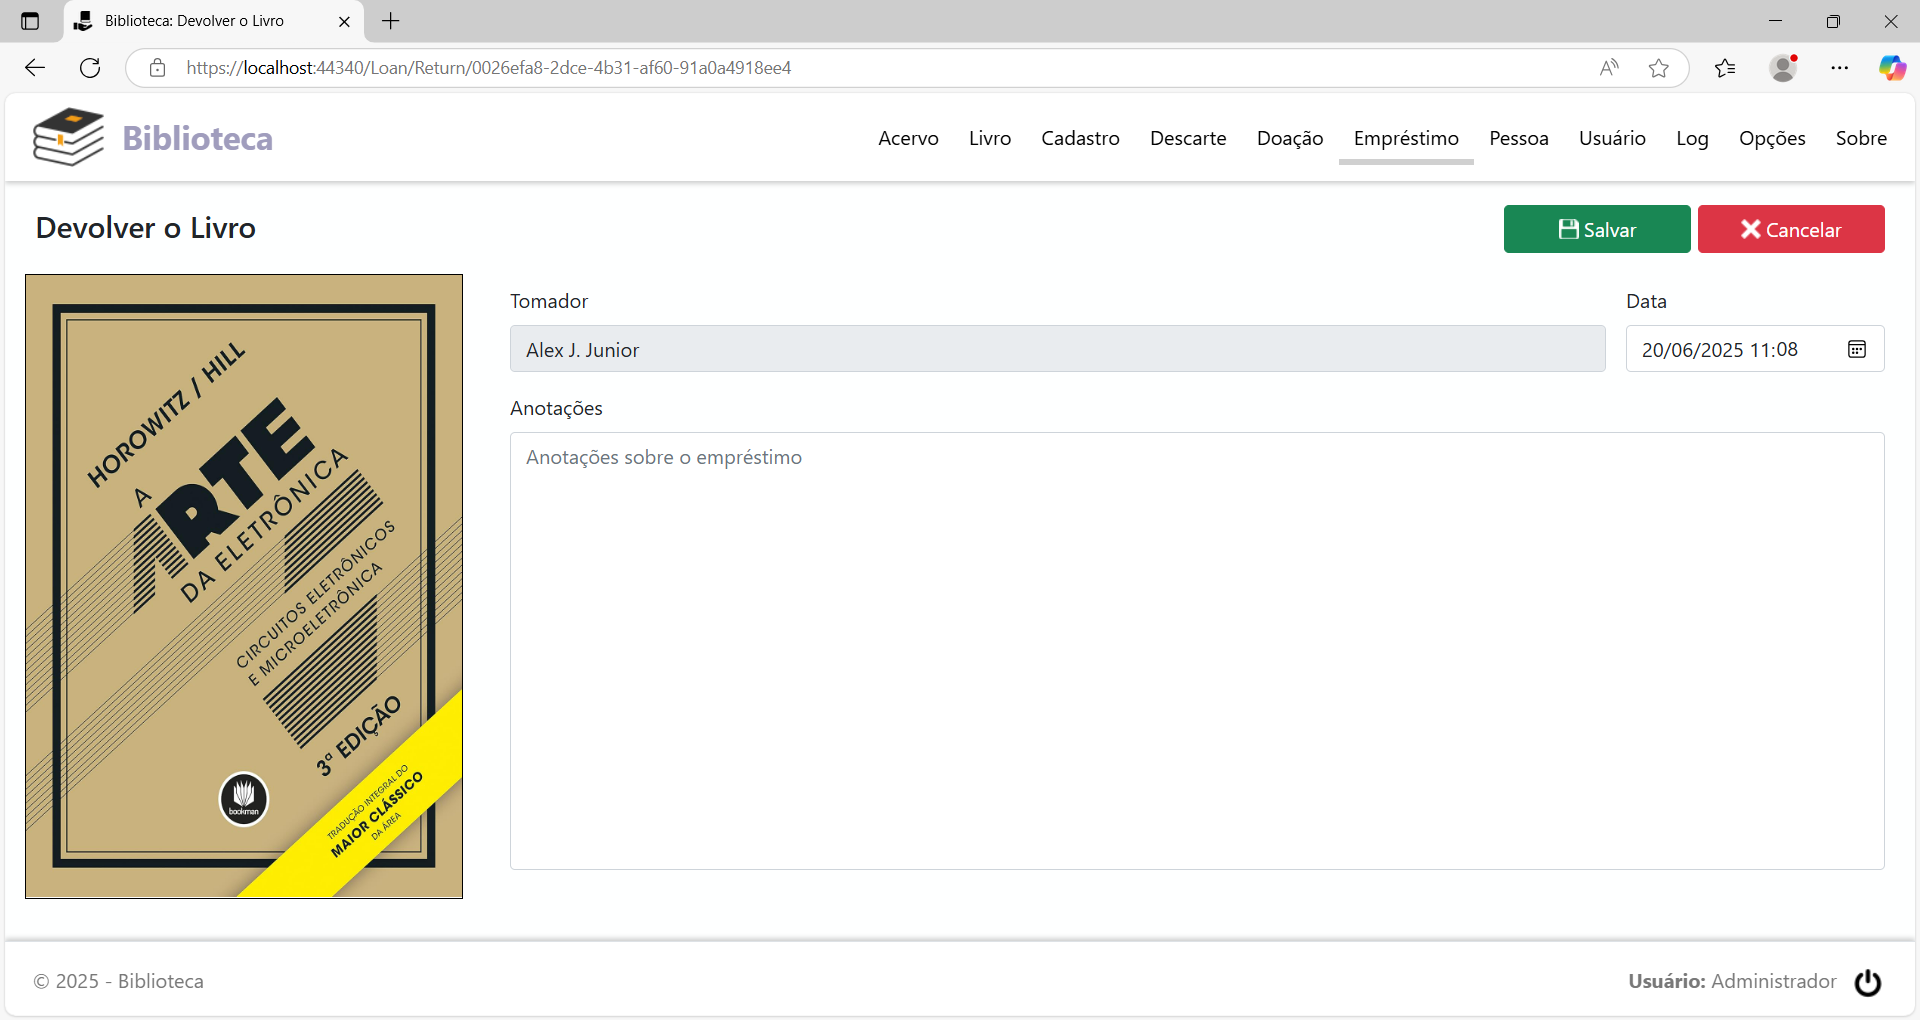 Biblioteca: Devolver o Livro
https://localhost:44340/Loan/Return/0026efa8-2dce-4b31-af60-91a0a4918ee4
Biblioteca
Acervo Livro Cadastro Descarte Doação Empréstimo Pessoa Usuário Log Opções Sobre
Devolver o Livro
Salvar Cancelar
HOROWITZ / HILL
A
ARTE
DA ELETRÔNICA
CIRCUITOS ELETRÔNICOS
E MICROELETRÔNICA
3ª EDIÇÃO
bookman
TRADUÇÃO INTEGRAL DO
MAIOR CLÁSSICO
DA ÁREA
Tomador
Alex J. Junior
Data
20/06/2025 11:08
Anotações
Anotações sobre o empréstimo
© 2025 - Biblioteca
Usuário: Administrador